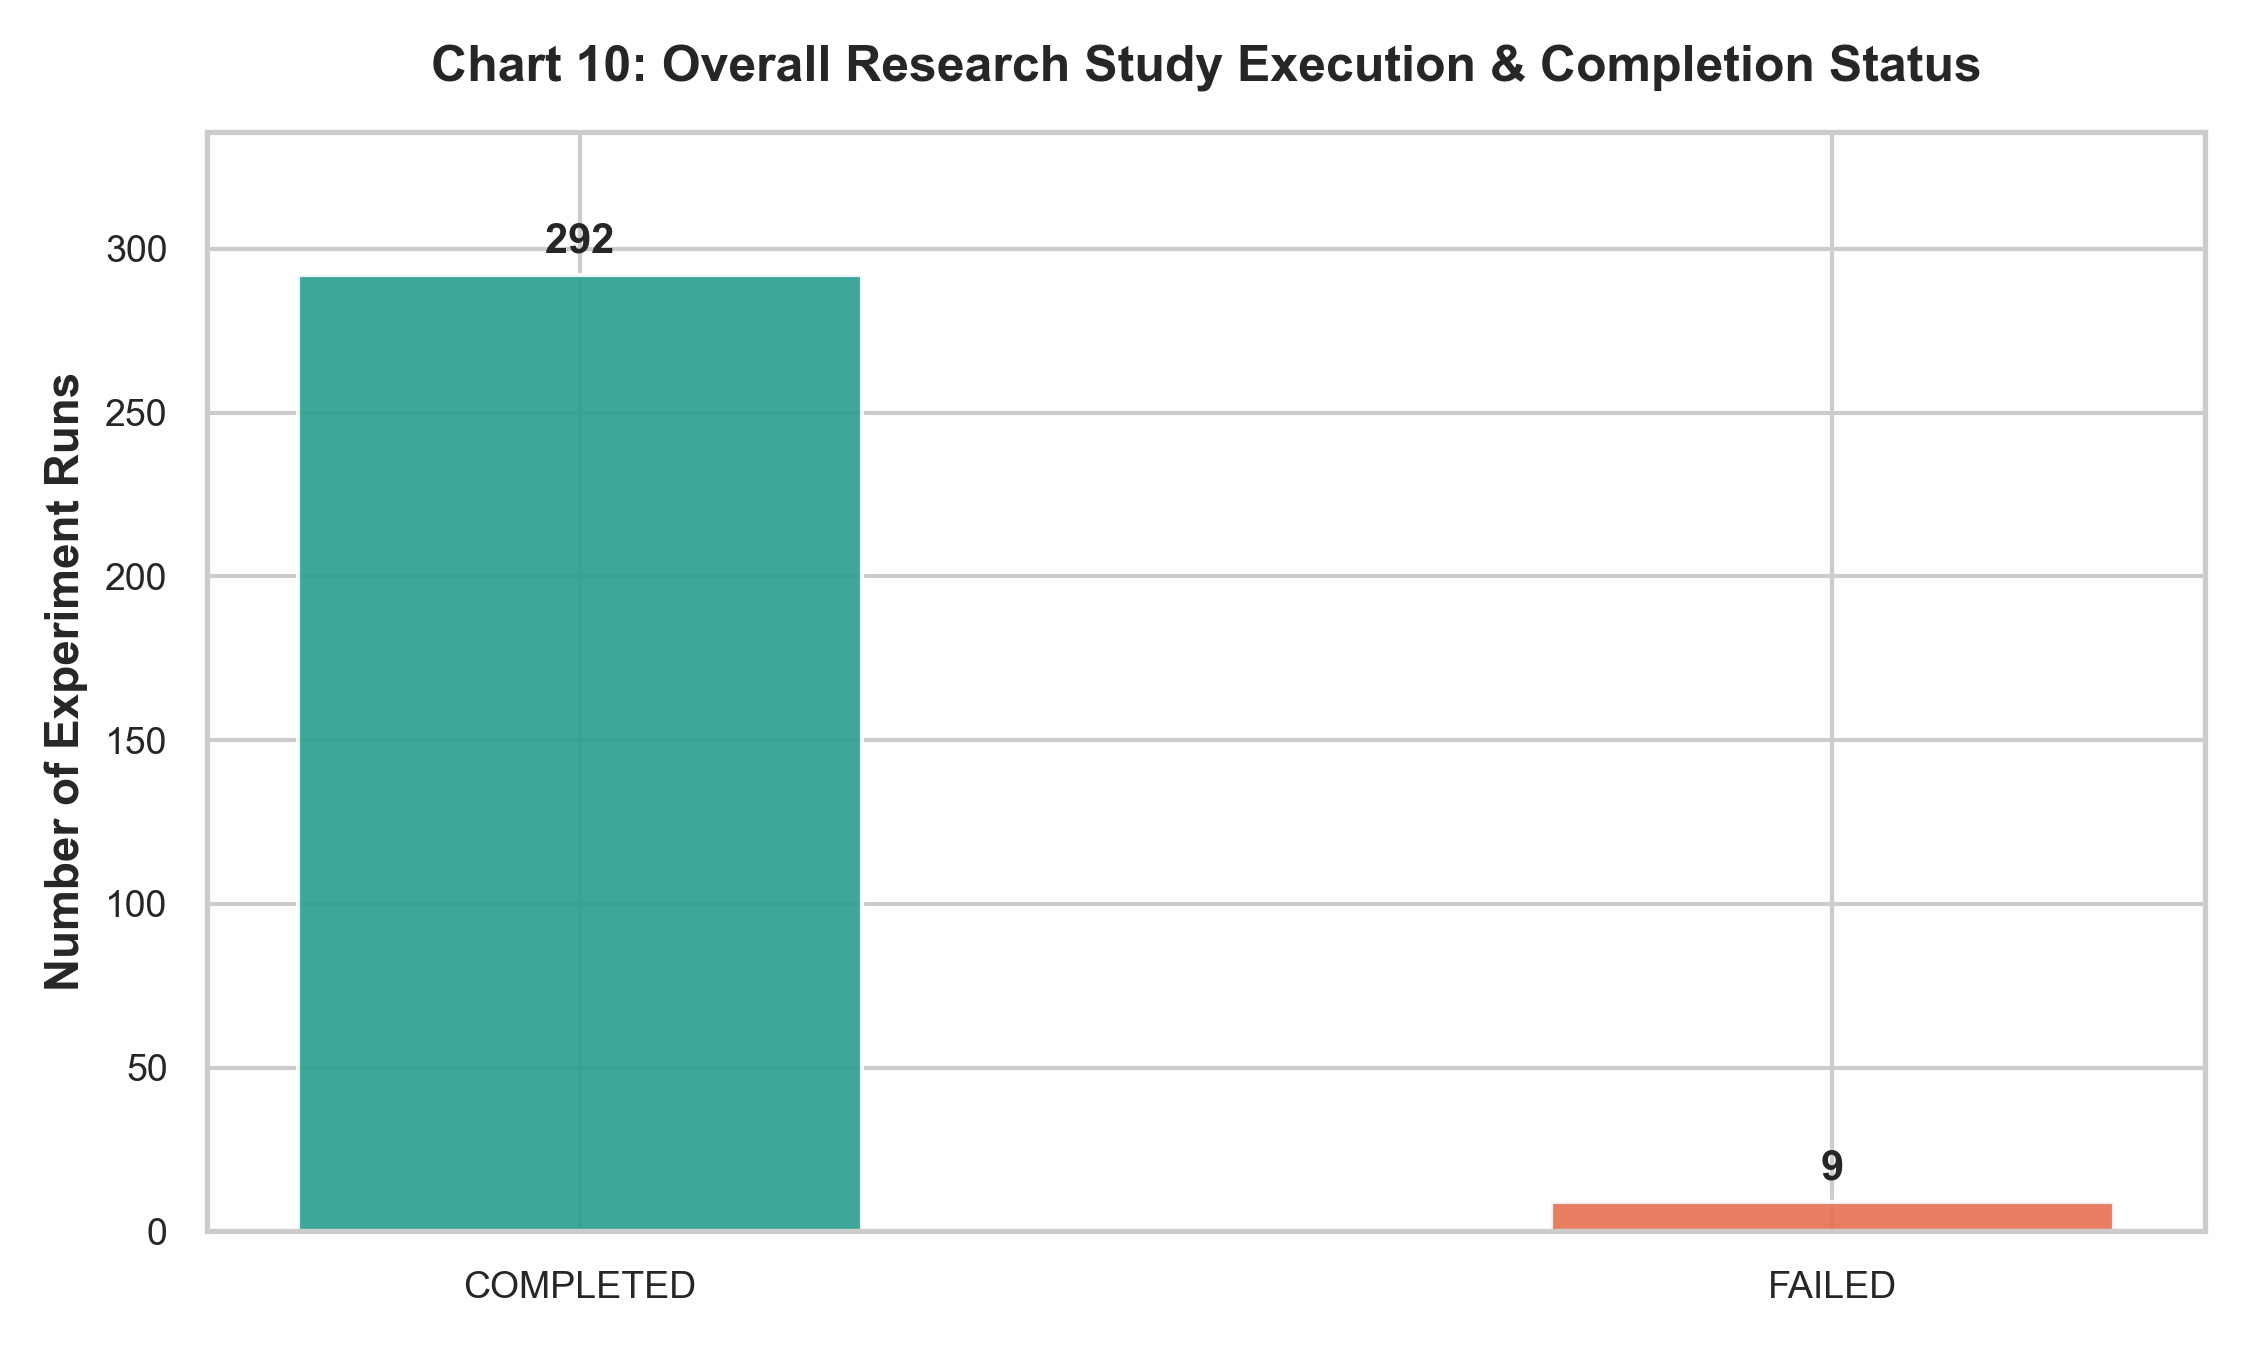 Chart 10: Overall Research Study Execution & Completion Status
Number of Experiment Runs
300
250
200
150
100
50
0
292
9
COMPLETED
FAILED